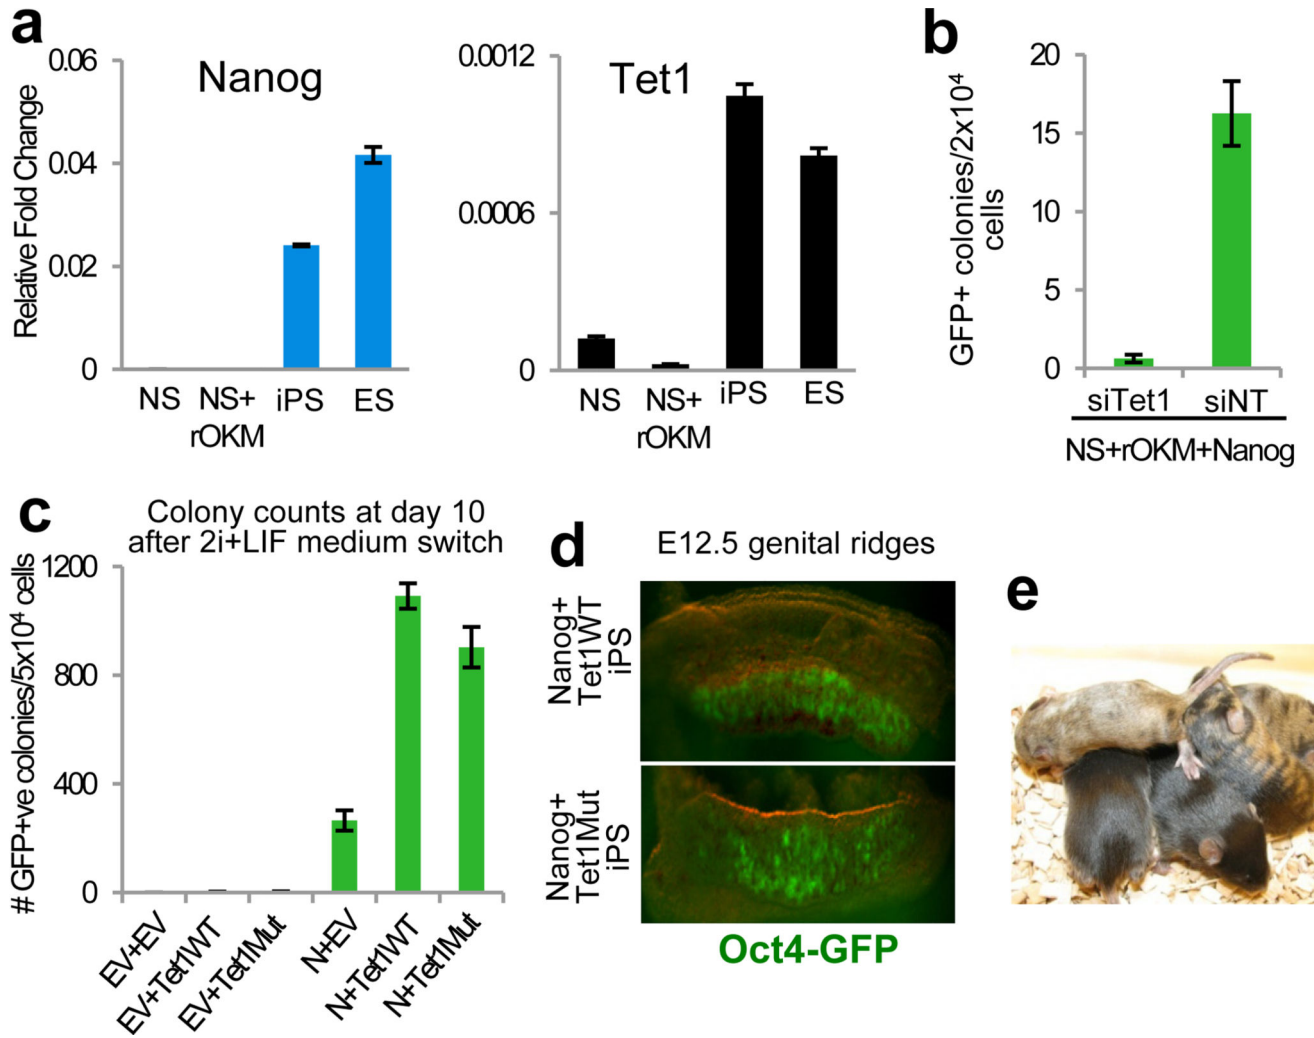 a
Nanog
Relative Fold Change
0.06
0.04
0.02
0
NS
NS+
rOKM
iPS
ES
Tet1
0.0012
0.0006
0
NS
NS+
rOKM
iPS
ES
b
GFP+ colonies/2x10⁴
cells
20
15
10
5
0
siTet1
siNT
NS+rOKM+Nanog
c
Colony counts at day 10
after 2i+LIF medium switch
# GFP+ve colonies/5x10⁴ cells
1200
800
400
0
EV+EV
EV+Tet1WT
EV+Tet1Mut
N+EV
N+Tet1WT
N+Tet1Mut
d
E12.5 genital ridges
Nanog+
Tet1WT
iPS
Nanog+
Tet1Mut
iPS
Oct4-GFP
e